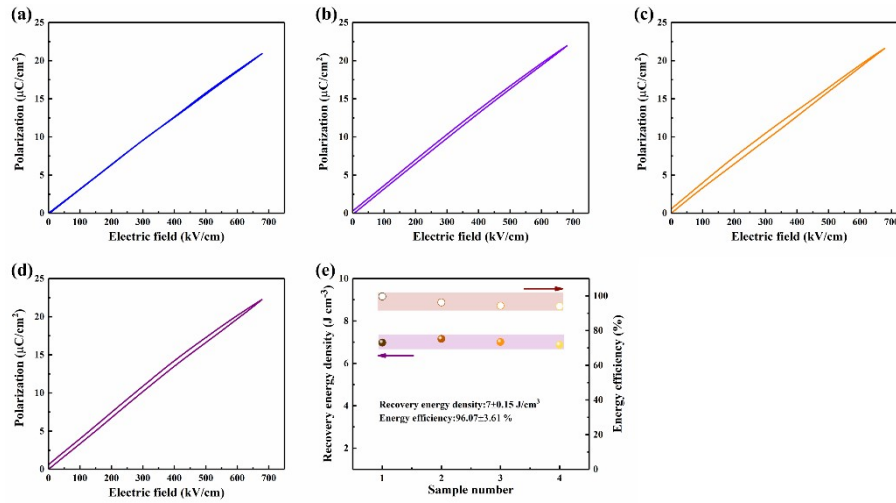 (a)
25
20
15
10
5
0
Polarization (μC/cm²)
0 100 200 300 400 500 600 700
Electric field (kV/cm)
(b)
25
20
15
10
5
0
Polarization (μC/cm²)
0 100 200 300 400 500 600 700
Electric field (kV/cm)
(c)
25
20
15
10
5
0
Polarization (μC/cm²)
0 100 200 300 400 500 600 700
Electric field (kV/cm)
(d)
25
20
15
10
5
0
Polarization (μC/cm²)
0 100 200 300 400 500 600 700
Electric field (kV/cm)
(e)
10
9
8
7
6
5
4
3
2
Recovery energy density (J cm⁻³)
100
80
60
40
20
0
Energy efficiency (%)
Recovery energy density:7+0.15 J/cm³
Energy efficiency:96.07±3.61 %
1 2 3 4
Sample number